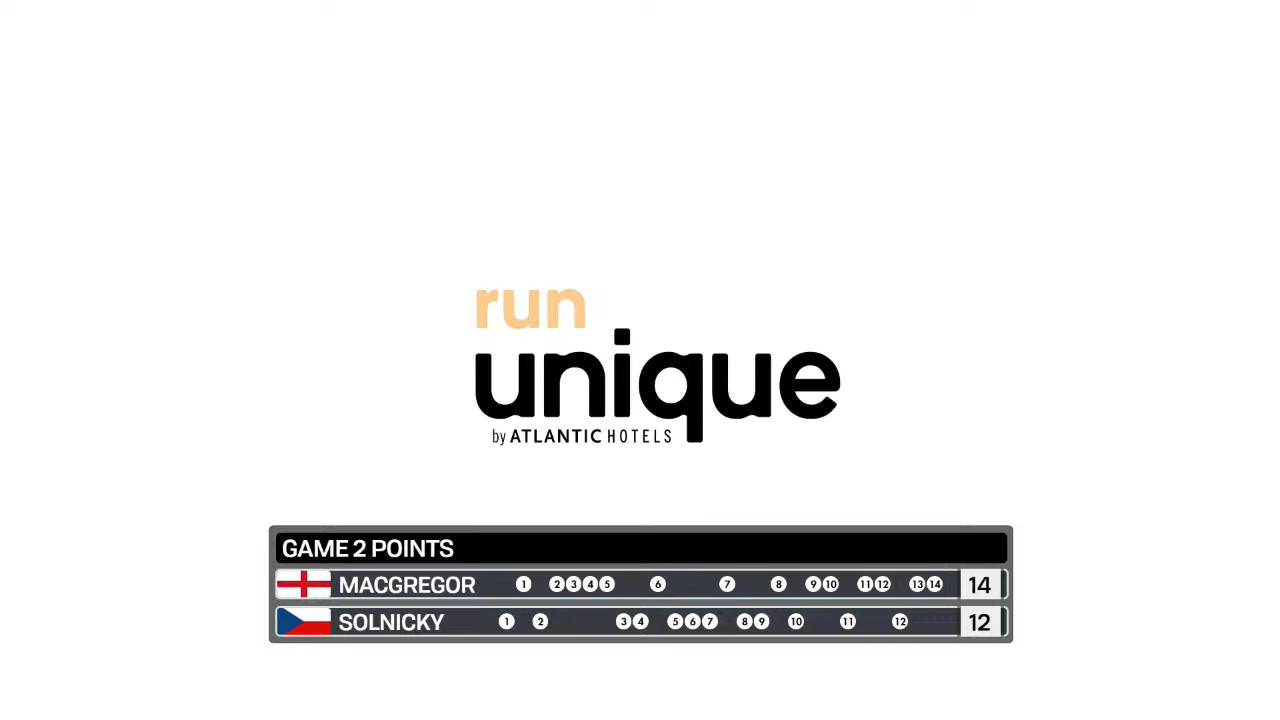 run
unique
by ATLANTIC HOTELS
GAME 2 POINTS
MACGREGOR 1 2 3 4 5 6 7 8 9 10 11 12 13 14 14
SOLNICKY 1 2 3 4 5 6 7 8 9 10 11 12 12